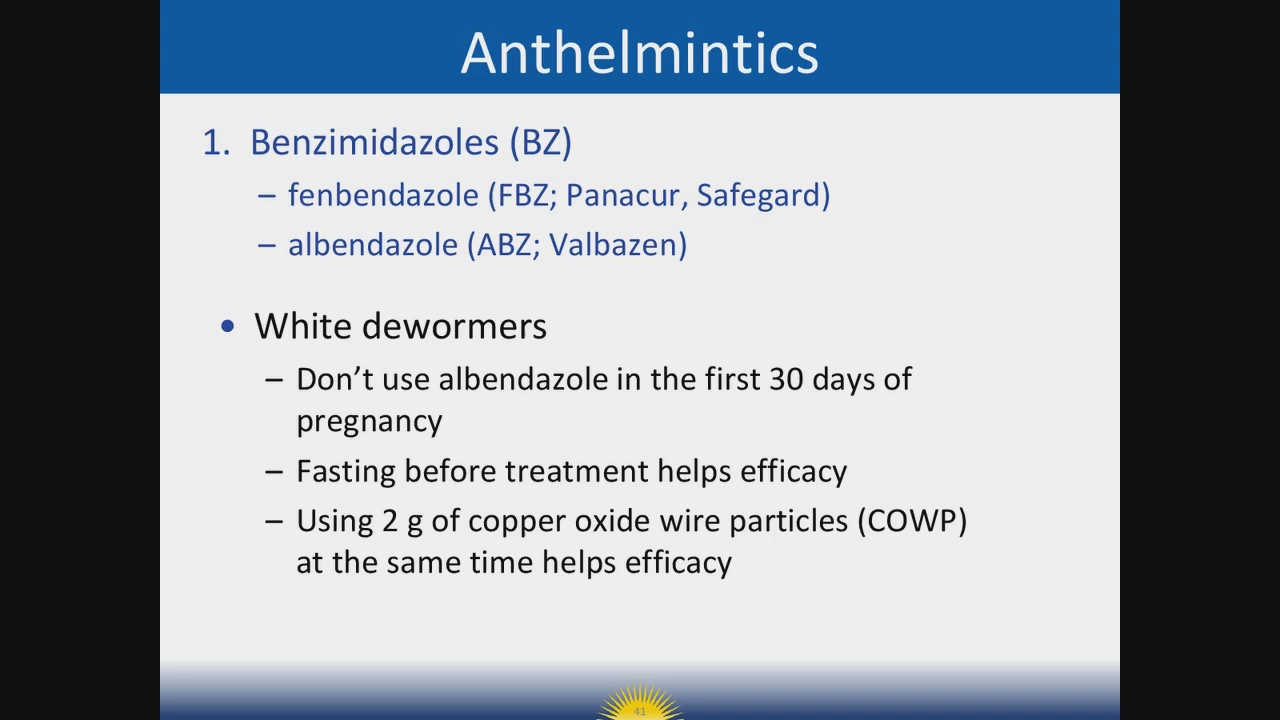 Anthelmintics
1. Benzimidazoles (BZ)
– fenbendazole (FBZ; Panacur, Safegard)
– albendazole (ABZ; Valbazen)
• White dewormers
– Don’t use albendazole in the first 30 days of
pregnancy
– Fasting before treatment helps efficacy
– Using 2 g of copper oxide wire particles (COWP)
at the same time helps efficacy
41